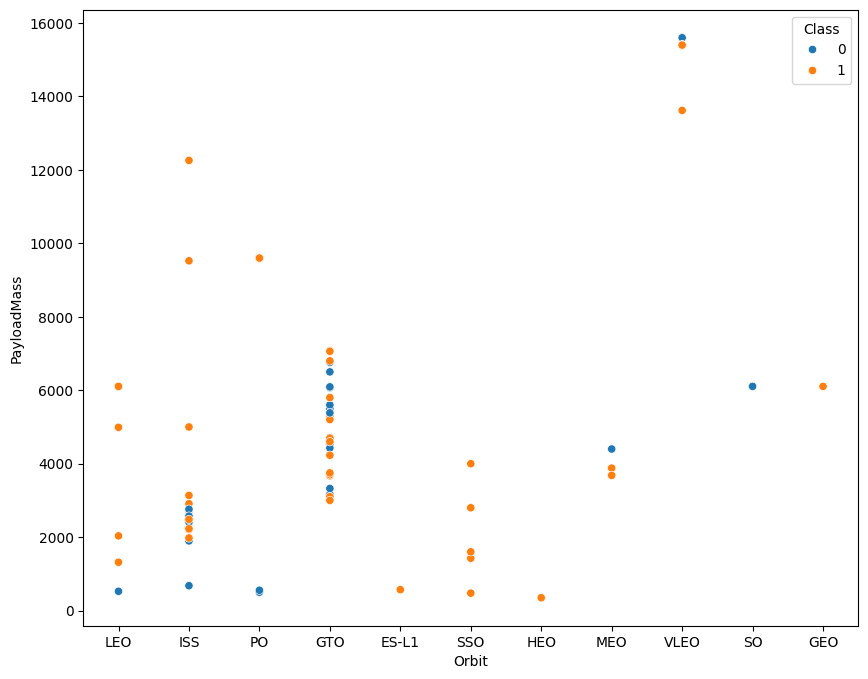 Class
0
1
PayloadMass
16000
14000
12000
10000
8000
6000
4000
2000
0
LEO ISS PO GTO ES-L1 SSO HEO MEO VLEO SO GEO
Orbit